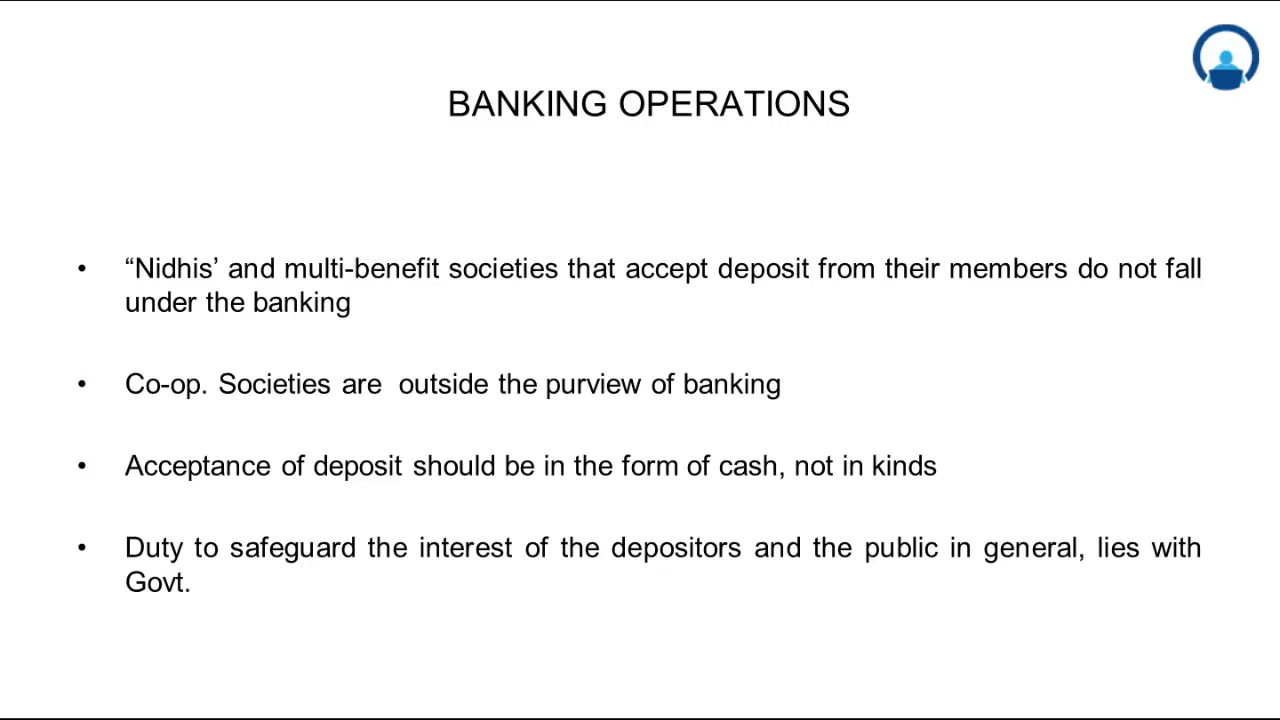 BANKING OPERATIONS
• “Nidhis’ and multi-benefit societies that accept deposit from their members do not fall
under the banking
• Co-op. Societies are  outside the purview of banking
• Acceptance of deposit should be in the form of cash, not in kinds
• Duty to safeguard the interest of the depositors and the public in general, lies with
Govt.